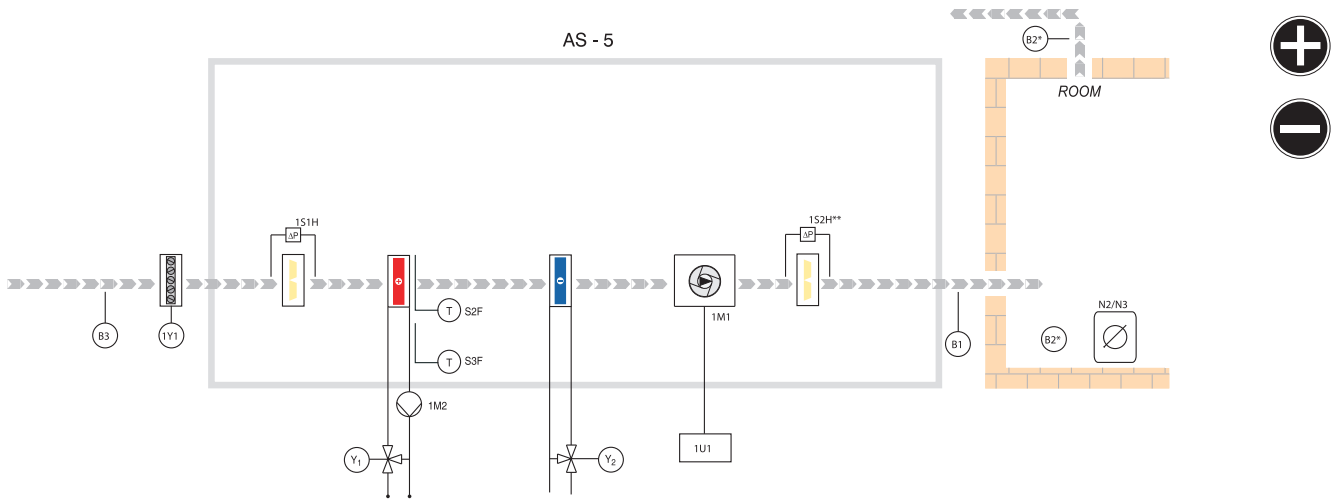 AS - 5
B2*
ROOM
1S1H
ΔP
1S2H**
ΔP
T S2F
1M1
N2/N3
B3
1Y1
B1
B2*
T S3F
1M2
1U1
Y1
Y2